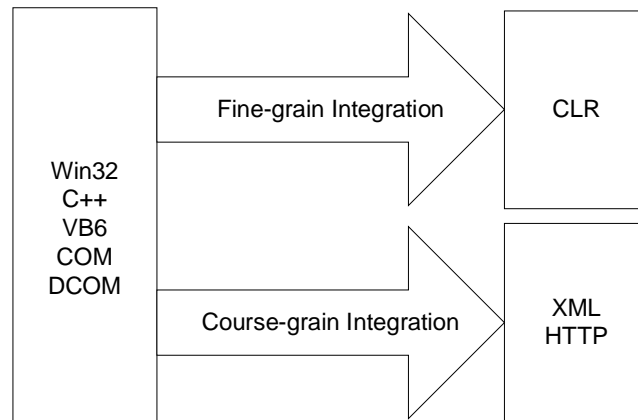 Win32
C++
VB6
COM
DCOM
Fine-grain Integration
CLR
Course-grain Integration
XML
HTTP